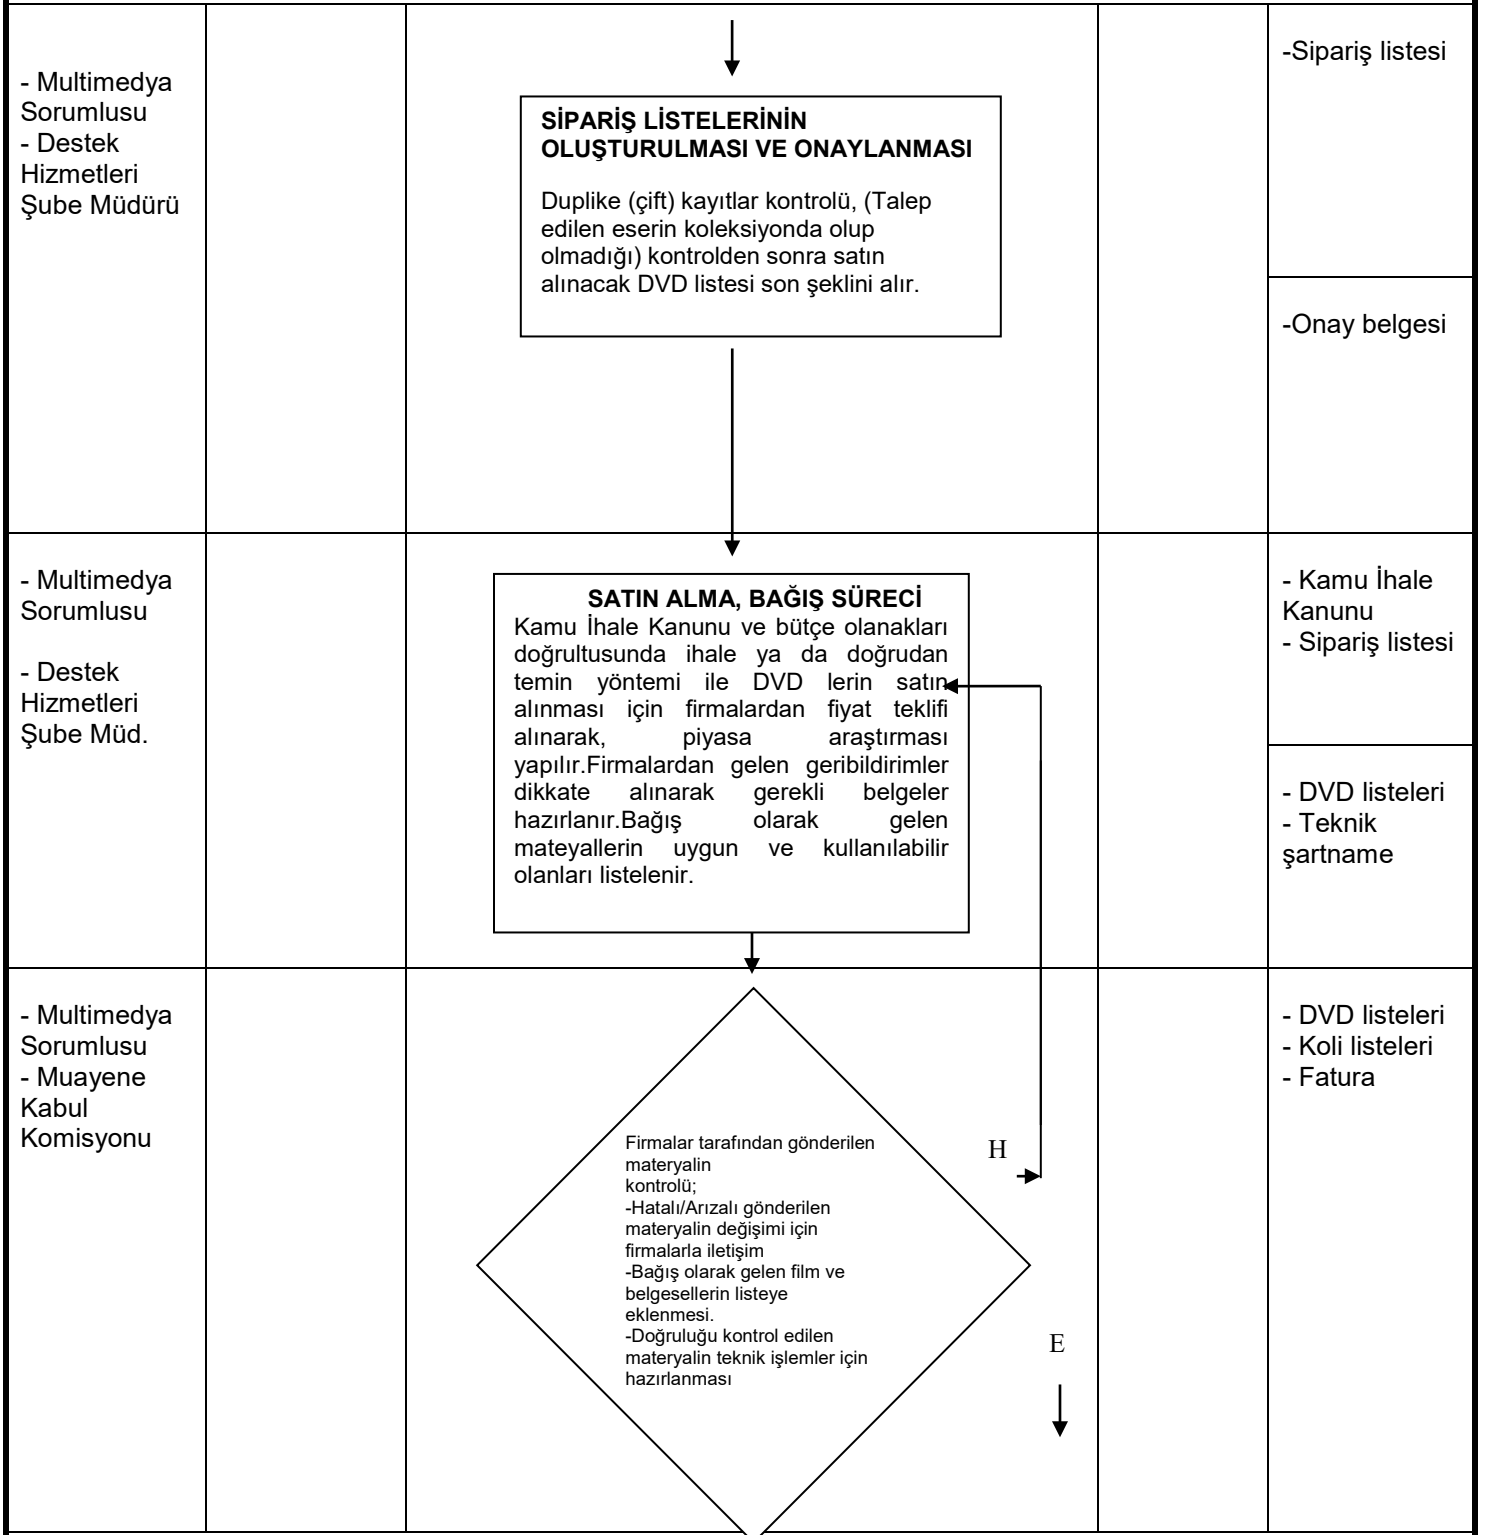 - Multimedya
Sorumlusu
- Destek
Hizmetleri
Şube Müdürü
SİPARİŞ LİSTELERİNİN
OLUŞTURULMASI VE ONAYLANMASI
Duplike (çift) kayıtlar kontrolü, (Talep
edilen eserin koleksiyonda olup
olmadığı) kontrolden sonra satın
alınacak DVD listesi son şeklini alır.
-Sipariş listesi
-Onay belgesi
- Multimedya
Sorumlusu
- Destek
Hizmetleri
Şube Müd.
SATIN ALMA, BAĞIŞ SÜRECİ
Kamu İhale Kanunu ve bütçe olanakları
doğrultusunda ihale ya da doğrudan
temin yöntemi ile DVD lerin satın
alınması için firmalardan fiyat teklifi
alınarak, piyasa araştırması
yapılır.Firmalardan gelen geribildirimler
dikkate alınarak gerekli belgeler
hazırlanır.Bağış olarak gelen
mateyallerin uygun ve kullanılabilir
olanları listelenir.
- Kamu İhale
Kanunu
- Sipariş listesi
- DVD listeleri
- Teknik
şartname
- Multimedya
Sorumlusu
- Muayene
Kabul
Komisyonu
Firmalar tarafından gönderilen
materyalin
kontrolü;
-Hatalı/Arızalı gönderilen
materyalin değişimi için
firmalarla iletişim
-Bağış olarak gelen film ve
belgesellerin listeye
eklenmesi.
-Doğruluğu kontrol edilen
materyalin teknik işlemler için
hazırlanması
H
E
- DVD listeleri
- Koli listeleri
- Fatura